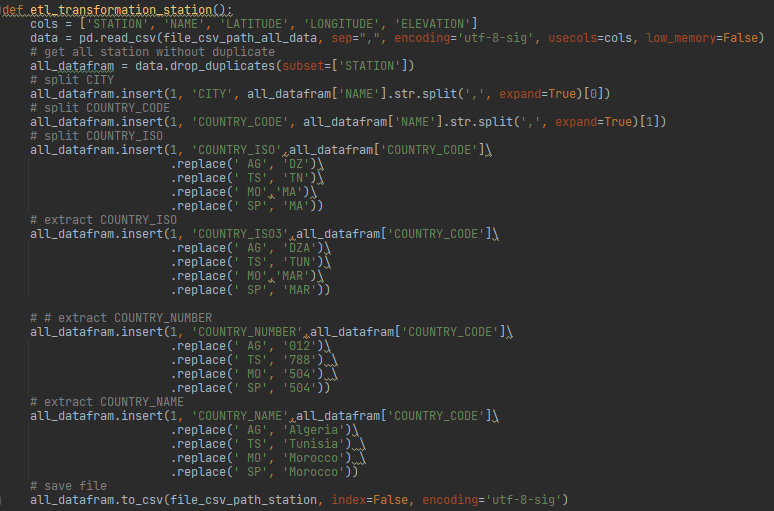 def etl_transformation_station():
    cols = ['STATION', 'NAME', 'LATITUDE', 'LONGITUDE', 'ELEVATION']
    data = pd.read_csv(file_csv_path_all_data, sep=",", encoding='utf-8-sig', usecols=cols, low_memory=False)
    # get all station without duplicate
    all_datafram = data.drop_duplicates(subset=['STATION'])
    # split CITY
    all_datafram.insert(1, 'CITY', all_datafram['NAME'].str.split(',', expand=True)[0])
    # split COUNTRY_CODE
    all_datafram.insert(1, 'COUNTRY_CODE', all_datafram['NAME'].str.split(',', expand=True)[1])
    # split COUNTRY_ISO
    all_datafram.insert(1, 'COUNTRY_ISO',all_datafram['COUNTRY_CODE']\
                        .replace(' AG', 'DZ')\
                        .replace(' TS', 'TN')\
                        .replace(' MO','MA')\
                        .replace(' SP', 'MA'))
    # extract COUNTRY_ISO
    all_datafram.insert(1, 'COUNTRY_ISO3',all_datafram['COUNTRY_CODE']\
                        .replace(' AG', 'DZA')\
                        .replace(' TS', 'TUN')\
                        .replace(' MO','MAR')\
                        .replace(' SP', 'MAR'))

    # # extract COUNTRY_NUMBER
    all_datafram.insert(1, 'COUNTRY_NUMBER',all_datafram['COUNTRY_CODE']\
                        .replace(' AG', '012')\
                        .replace(' TS', '788') \
                        .replace(' MO', '504') \
                        .replace(' SP', '504'))
    # extract COUNTRY_NAME
    all_datafram.insert(1, 'COUNTRY_NAME',all_datafram['COUNTRY_CODE']\
                        .replace(' AG', 'Algeria')\
                        .replace(' TS', 'Tunisia') \
                        .replace(' MO', 'Morocco') \
                        .replace(' SP', 'Morocco'))
    # save file
    all_datafram.to_csv(file_csv_path_station, index=False, encoding='utf-8-sig')